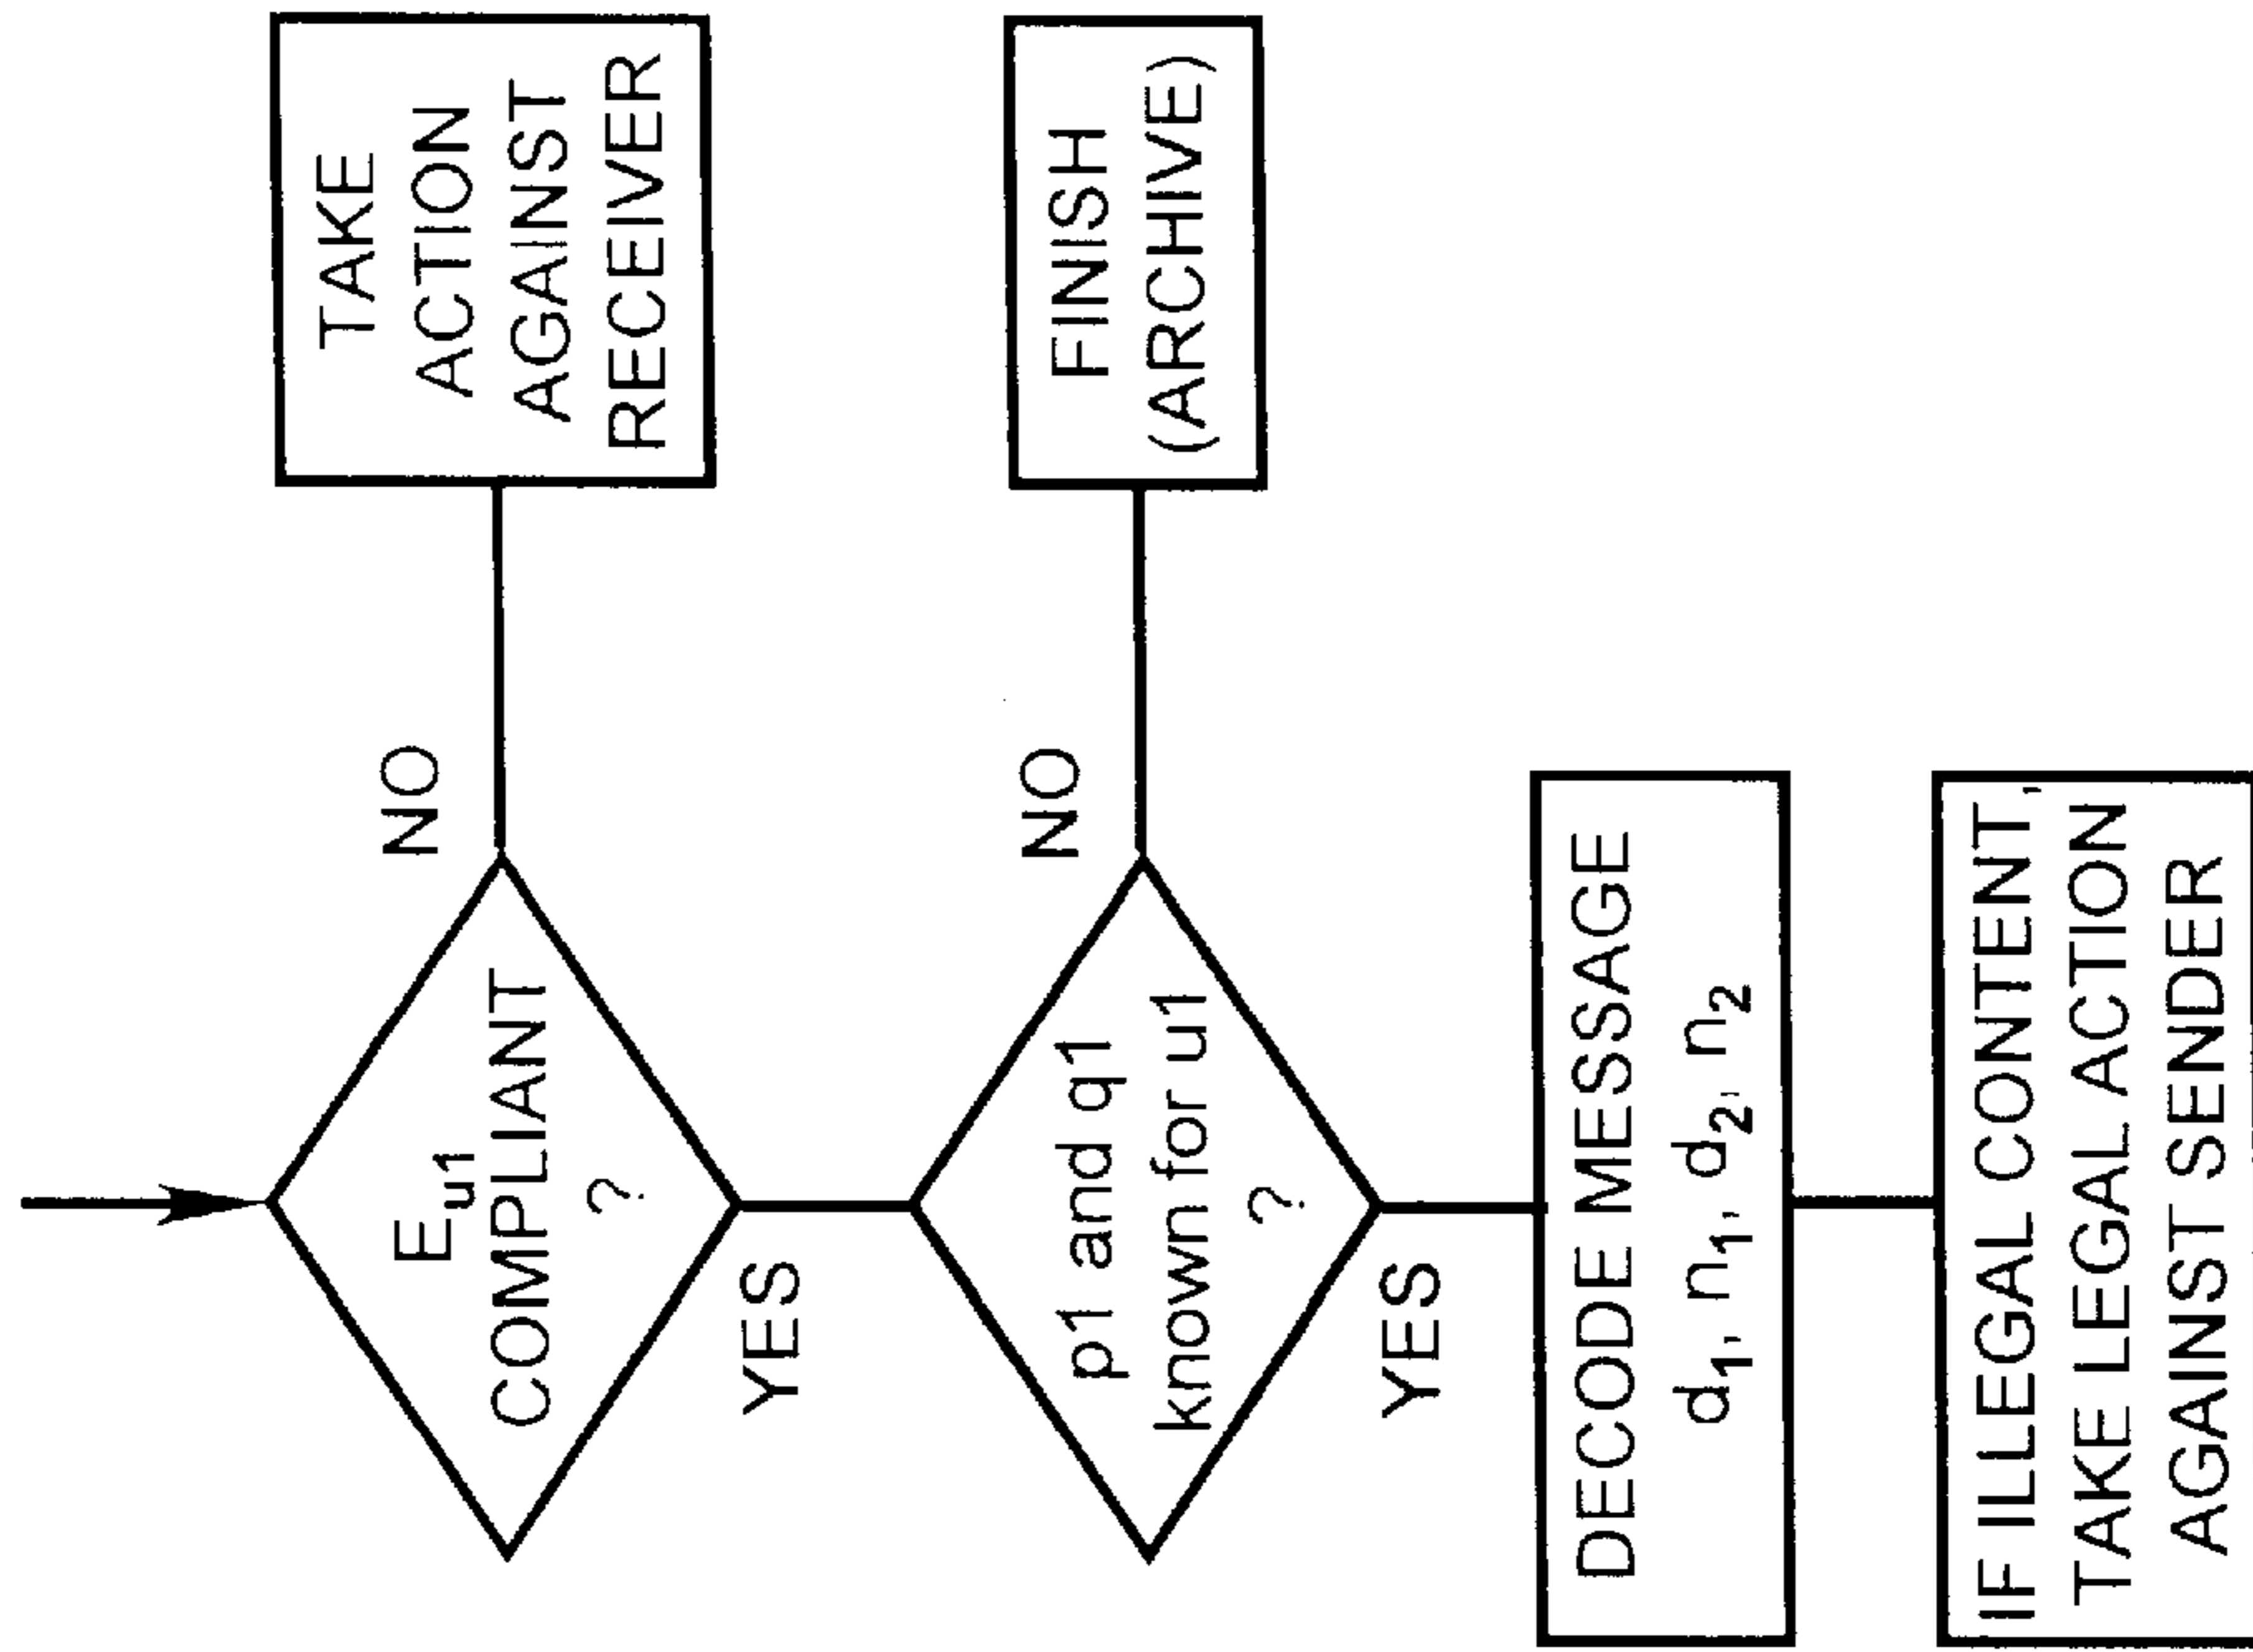 E_u1
COMPLIANT
?
NO
TAKE
ACTION
AGAINST
RECEIVER
YES
p1 and q1
known for u1
?
NO
FINISH
(ARCHIVE)
YES
DECODE MESSAGE
d₁, n₁, d₂, n₂
IF ILLEGAL CONTENT,
TAKE LEGAL ACTION
AGAINST SENDER